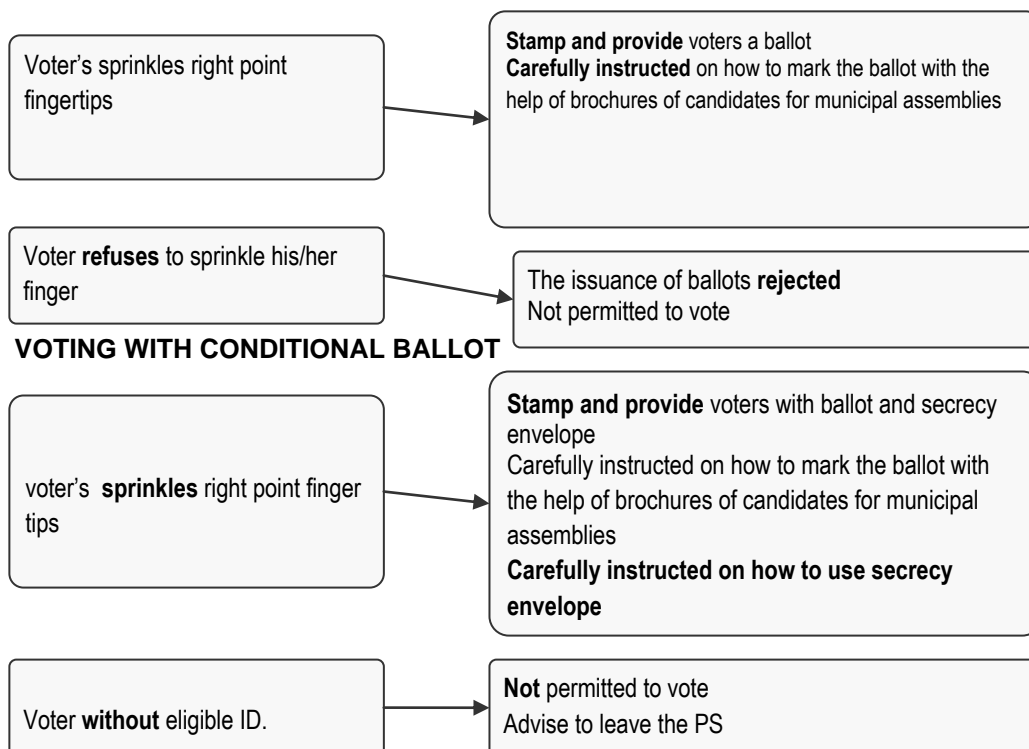 Voter's sprinkles right point
fingertips
Stamp and provide voters a ballot
Carefully instructed on how to mark the ballot with the
help of brochures of candidates for municipal assemblies
Voter refuses to sprinkle his/her
finger
The issuance of ballots rejected
Not permitted to vote
VOTING WITH CONDITIONAL BALLOT
voter's sprinkles right point finger
tips
Stamp and provide voters with ballot and secrecy
envelope
Carefully instructed on how to mark the ballot with
the help of brochures of candidates for municipal
assemblies
Carefully instructed on how to use secrecy
envelope
Voter without eligible ID.
Not permitted to vote
Advise to leave the PS